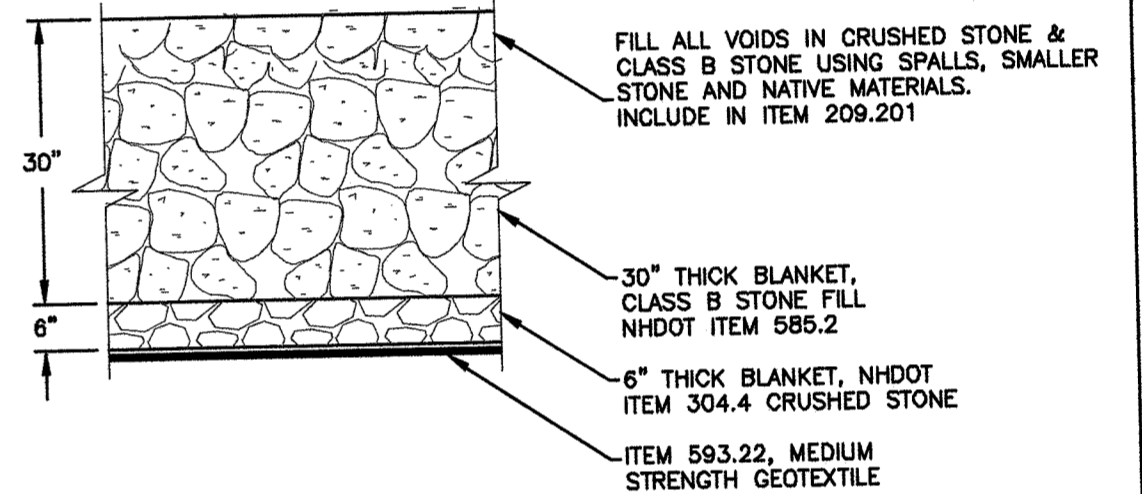 FILL ALL VOIDS IN CRUSHED STONE &
CLASS B STONE USING SPALLS, SMALLER
STONE AND NATIVE MATERIALS.
INCLUDE IN ITEM 209.201
30"
30" THICK BLANKET,
CLASS B STONE FILL
NHDOT ITEM 585.2
6"
6" THICK BLANKET, NHDOT
ITEM 304.4 CRUSHED STONE
ITEM 593.22, MEDIUM
STRENGTH GEOTEXTILE